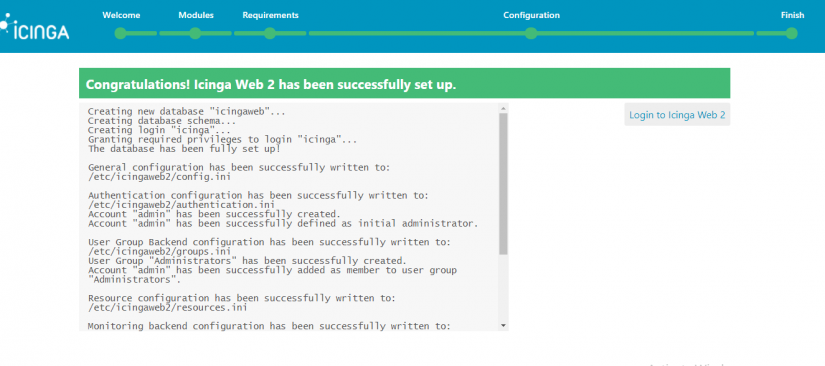 Welcome Modules Requirements Configuration Finish
ICINGA
Congratulations! Icinga Web 2 has been successfully set up.
Creating new database "icingaweb"...
Login to Icinga Web 2
Creating database schema...
Creating login "icinga"...
Granting required privileges to login "icinga"...
The database has been fully set up!
General configuration has been successfully written to:
/etc/icingaweb2/config.ini
Authentication configuration has been successfully written to:
/etc/icingaweb2/authentication.ini
Account "admin" has been successfully created.
Account "admin" has been successfully defined as initial administrator.
User Group Backend configuration has been successfully written to:
/etc/icingaweb2/groups.ini
User Group "Administrators" has been successfully created.
Account "admin" has been successfully added as member to user group
"Administrators".
Resource configuration has been successfully written to:
/etc/icingaweb2/resources.ini
Monitoring backend configuration has been successfully written to: